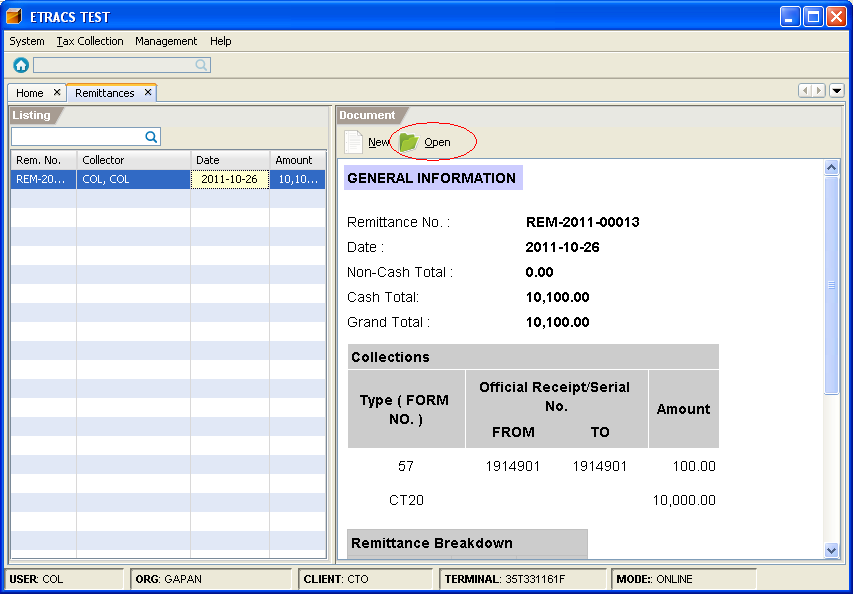 ETRACS TEST
System Tax Collection Management Help
Home Remittances
Listing
Rem. No. Collector Date Amount
REM-20... COL, COL 2011-10-26 10,10...
Document
New Open
GENERAL INFORMATION
Remittance No. : REM-2011-00013
Date : 2011-10-26
Non-Cash Total : 0.00
Cash Total: 10,100.00
Grand Total : 10,100.00
Collections
Type ( FORM NO. ) Official Receipt/Serial No. Amount
FROM TO
57 1914901 1914901 100.00
CT20 10,000.00
Remittance Breakdown
USER: COL ORG: GAPAN CLIENT: CTO TERMINAL: 35T331161F MODE:: ONLINE